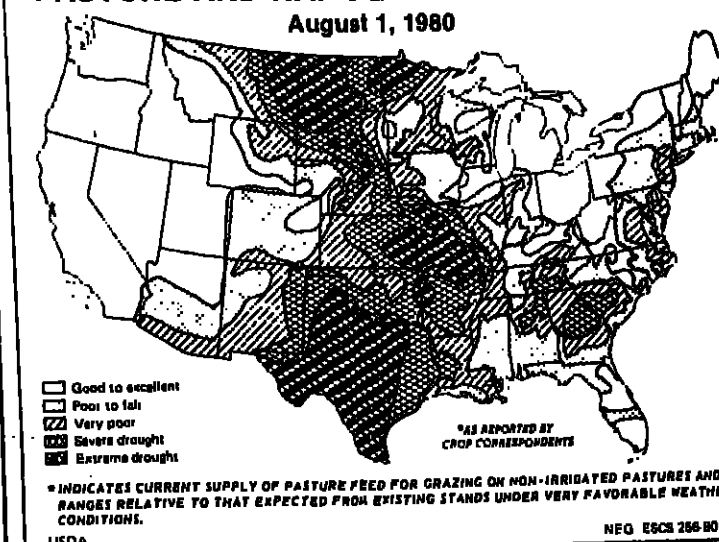 August 1, 1980
Good to excellent
Poor to fair
Very poor
Severe drought
Extreme drought
*AS REPORTED BY
CROP CORRESPONDENTS
* INDICATES CURRENT SUPPLY OF PASTURE FEED FOR GRAZING ON NON-IRRIGATED PASTURES AND
RANGES RELATIVE TO THAT EXPECTED FROM EXISTING STANDS UNDER VERY FAVORABLE WEATH
CONDITIONS.
USDA
NEG ESCS 256-80